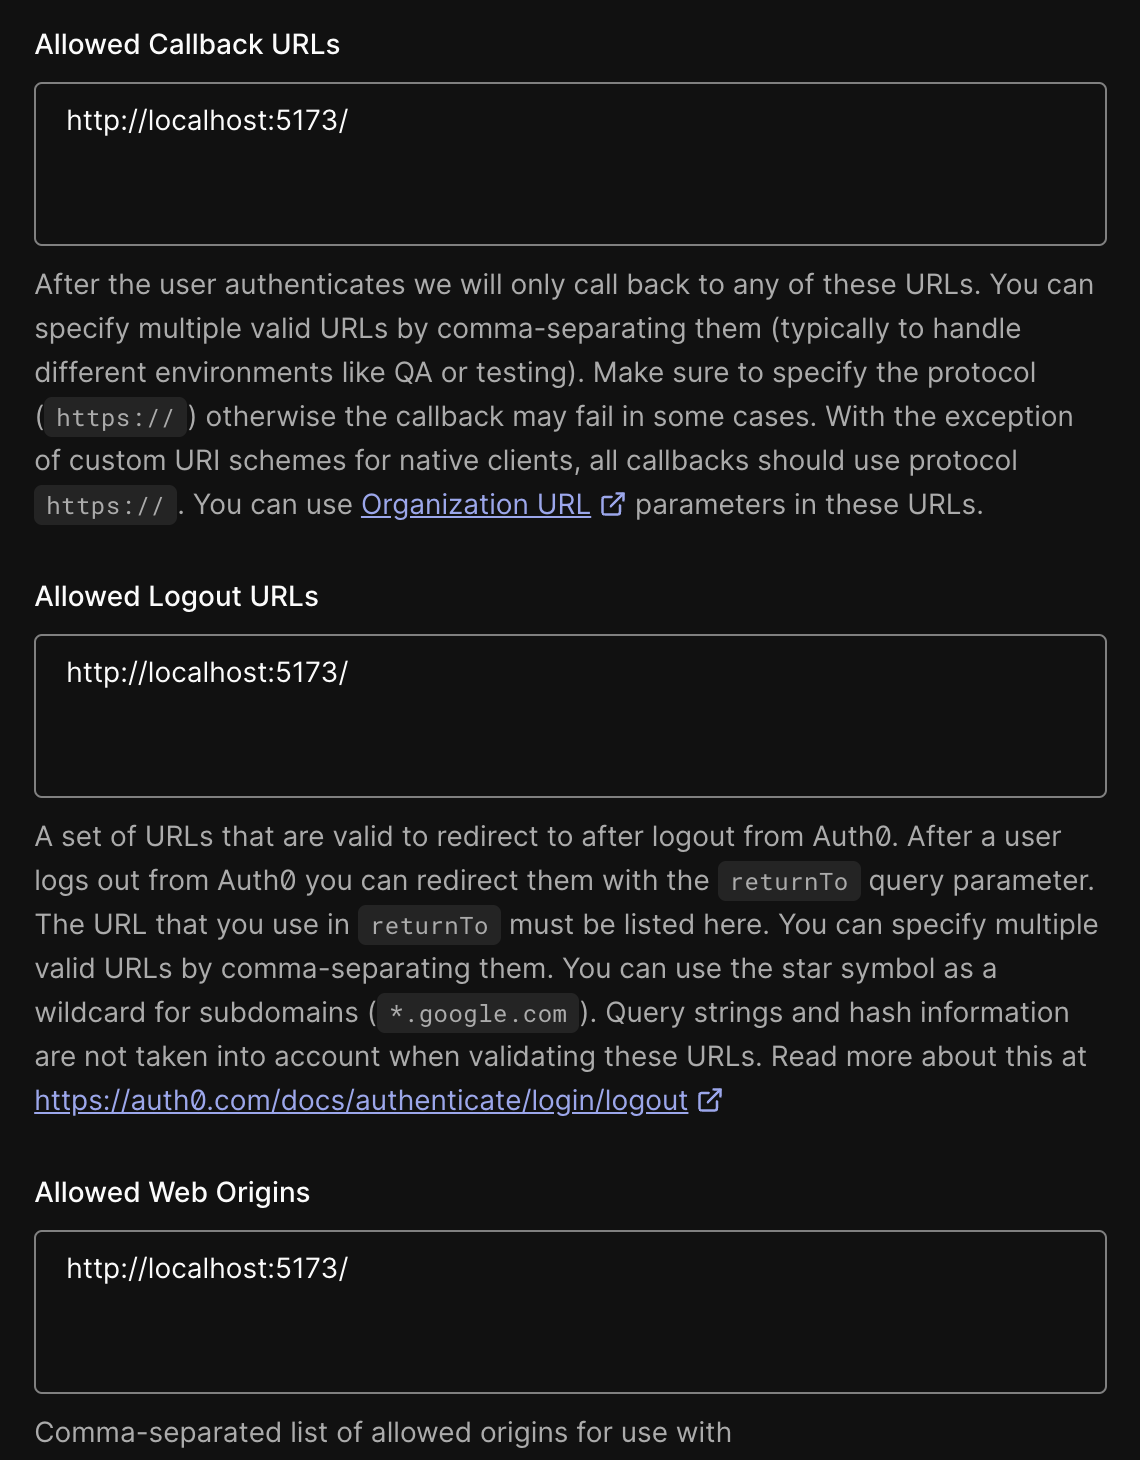 Allowed Callback URLs
http://localhost:5173/
After the user authenticates we will only call back to any of these URLs. You can
specify multiple valid URLs by comma-separating them (typically to handle
different environments like QA or testing). Make sure to specify the protocol
(https://) otherwise the callback may fail in some cases. With the exception
of custom URI schemes for native clients, all callbacks should use protocol
https://. You can use Organization URL parameters in these URLs.
Allowed Logout URLs
http://localhost:5173/
A set of URLs that are valid to redirect to after logout from Auth0. After a user
logs out from Auth0 you can redirect them with the returnTo query parameter.
The URL that you use in returnTo must be listed here. You can specify multiple
valid URLs by comma-separating them. You can use the star symbol as a
wildcard for subdomains (*.google.com). Query strings and hash information
are not taken into account when validating these URLs. Read more about this at
https://auth0.com/docs/authenticate/login/logout
Allowed Web Origins
http://localhost:5173/
Comma-separated list of allowed origins for use with